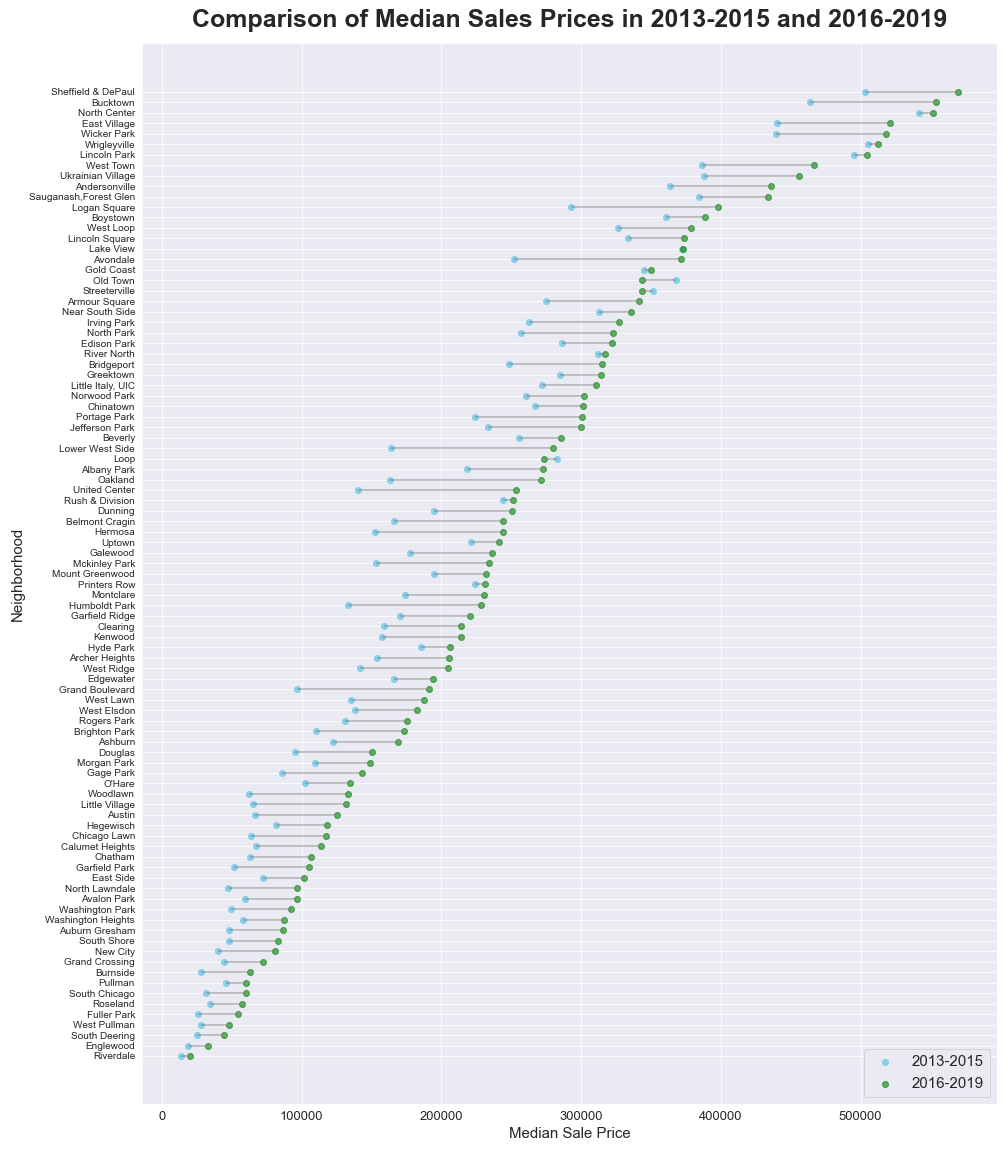 Comparison of Median Sales Prices in 2013-2015 and 2016-2019
Neighborhood
Sheffield & DePaul
Bucktown
North Center
East Village
Wicker Park
Wrigleyville
Lincoln Park
West Town
Ukrainian Village
Andersonville
Sauganash,Forest Glen
Logan Square
Boystown
West Loop
Lincoln Square
Lake View
Avondale
Gold Coast
Old Town
Streeterville
Armour Square
Near South Side
Irving Park
North Park
Edison Park
River North
Bridgeport
Greektown
Little Italy, UIC
Norwood Park
Chinatown
Portage Park
Jefferson Park
Beverly
Lower West Side
Loop
Albany Park
Oakland
United Center
Rush & Division
Dunning
Belmont Cragin
Hermosa
Uptown
Galewood
Mckinley Park
Mount Greenwood
Printers Row
Montclare
Humboldt Park
Garfield Ridge
Clearing
Kenwood
Hyde Park
Archer Heights
West Ridge
Edgewater
Grand Boulevard
West Lawn
West Elsdon
Rogers Park
Brighton Park
Ashburn
Douglas
Morgan Park
Gage Park
O'Hare
Woodlawn
Little Village
Austin
Hegewisch
Chicago Lawn
Calumet Heights
Chatham
Garfield Park
East Side
North Lawndale
Avalon Park
Washington Park
Washington Heights
Auburn Gresham
South Shore
New City
Grand Crossing
Burnside
Pullman
South Chicago
Roseland
Fuller Park
West Pullman
South Deering
Englewood
Riverdale
2013-2015
2016-2019
0 100000 200000 300000 400000 500000
Median Sale Price